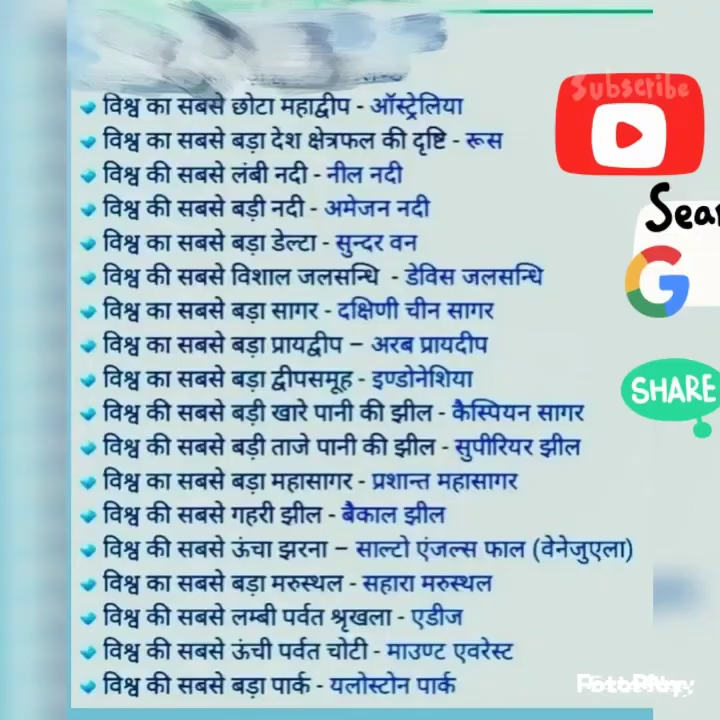 विश्व का सबसे छोटा महाद्वीप - ऑस्ट्रेलिया
विश्व का सबसे बड़ा देश क्षेत्रफल की दृष्टि - रूस
विश्व की सबसे लंबी नदी - नील नदी
विश्व की सबसे बड़ी नदी - अमेजन नदी
विश्व का सबसे बड़ा डेल्टा - सुन्दर वन
विश्व की सबसे विशाल जलसन्धि - डेविस जलसन्धि
विश्व का सबसे बड़ा सागर - दक्षिणी चीन सागर
विश्व का सबसे बड़ा प्रायद्वीप – अरब प्रायदीप
विश्व का सबसे बड़ा द्वीपसमूह - इण्डोनेशिया
विश्व की सबसे बड़ी खारे पानी की झील - कैस्पियन सागर
विश्व की सबसे बड़ी ताजे पानी की झील - सुपीरियर झील
विश्व का सबसे बड़ा महासागर - प्रशान्त महासागर
विश्व की सबसे गहरी झील - बैकाल झील
विश्व की सबसे ऊंचा झरना – साल्टो एंजल्स फाल (वेनेजुएला)
विश्व का सबसे बड़ा मरुस्थल - सहारा मरुस्थल
विश्व की सबसे लम्बी पर्वत श्रृखला - एडीज
विश्व की सबसे ऊंची पर्वत चोटी - माउण्ट एवरेस्ट
विश्व का सबसे बड़ा पार्क - यलोस्टोन पार्क
Subscribe
Sear
G
SHARE